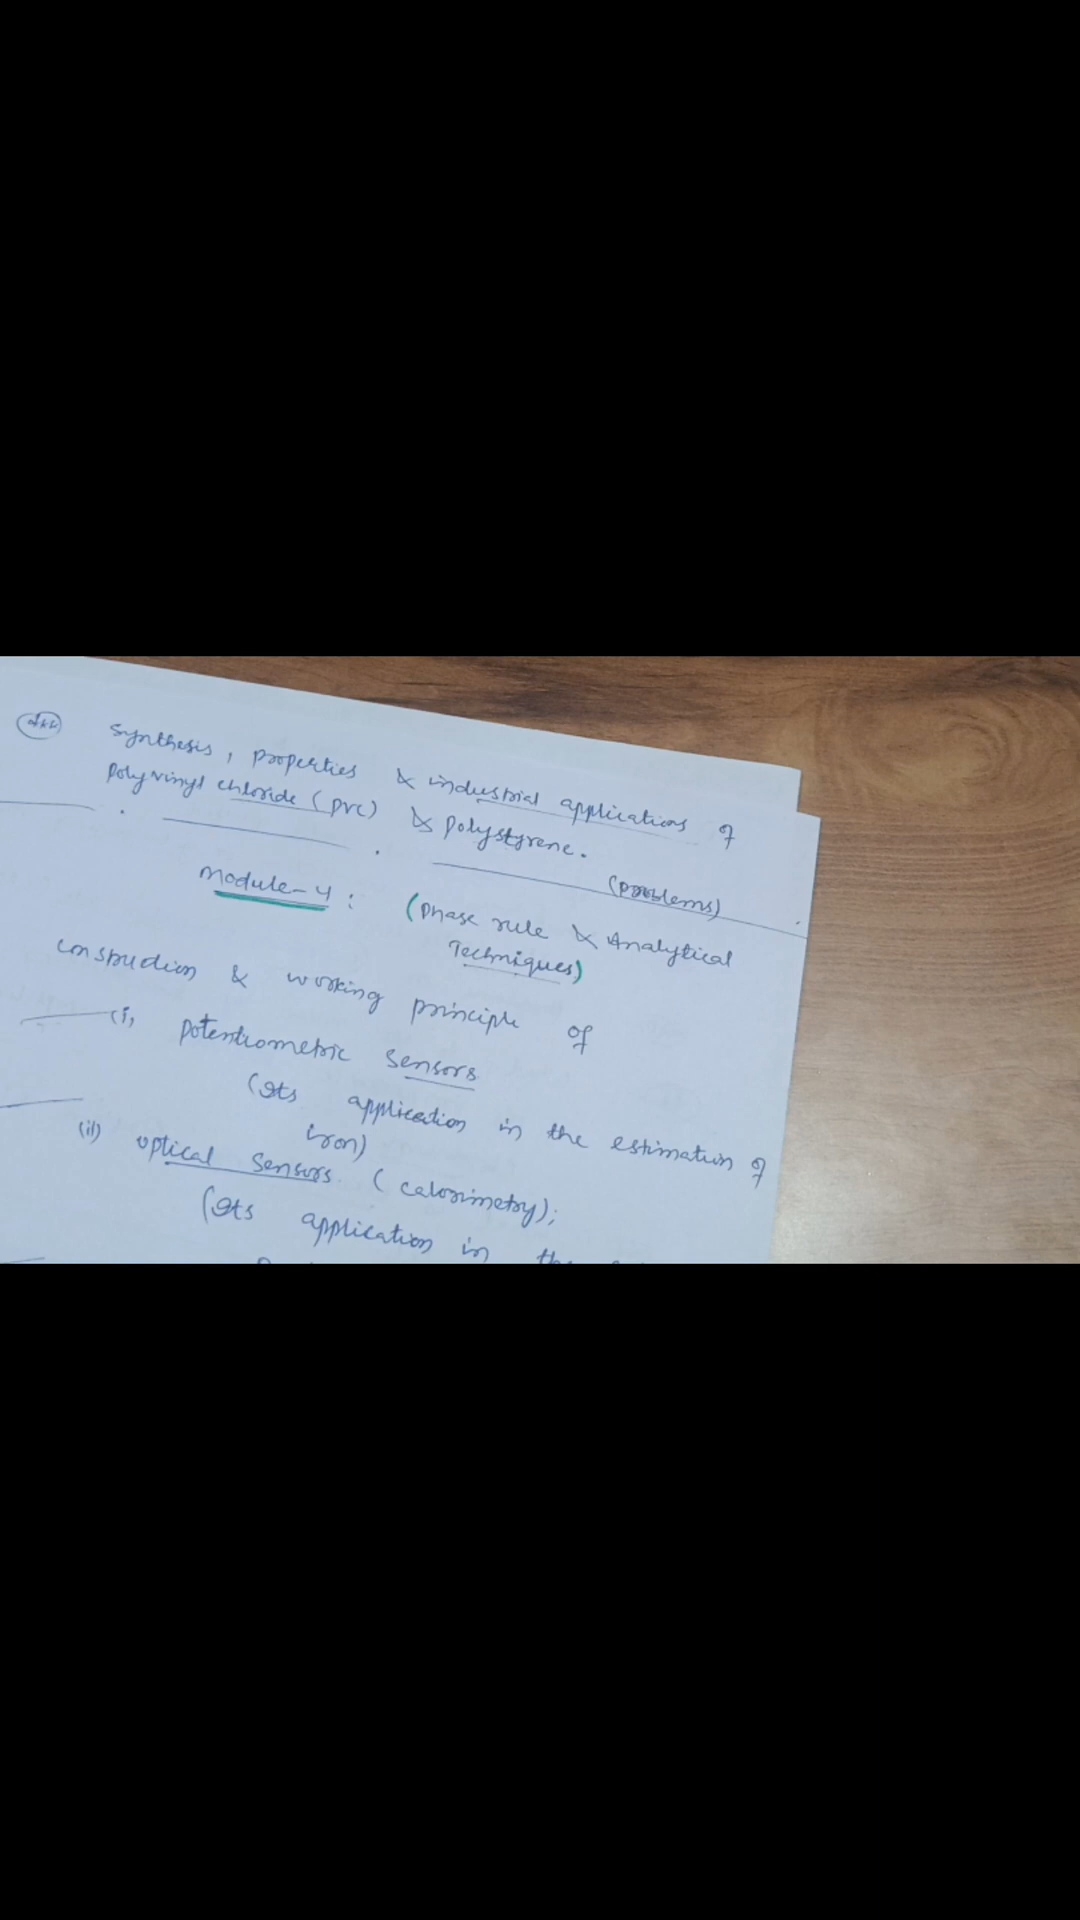 Synthesis, properties & industrial applications of
polyvinyl chloride (PVC) & polystyrene.
(problems)
Module-4 : (phase rule & Analytical
Techniques)
construction & working principle of
(i) potentiometric sensors
(Its application in the estimation of
iron)
(ii) optical sensors. (calorimetry);
(Its application in the